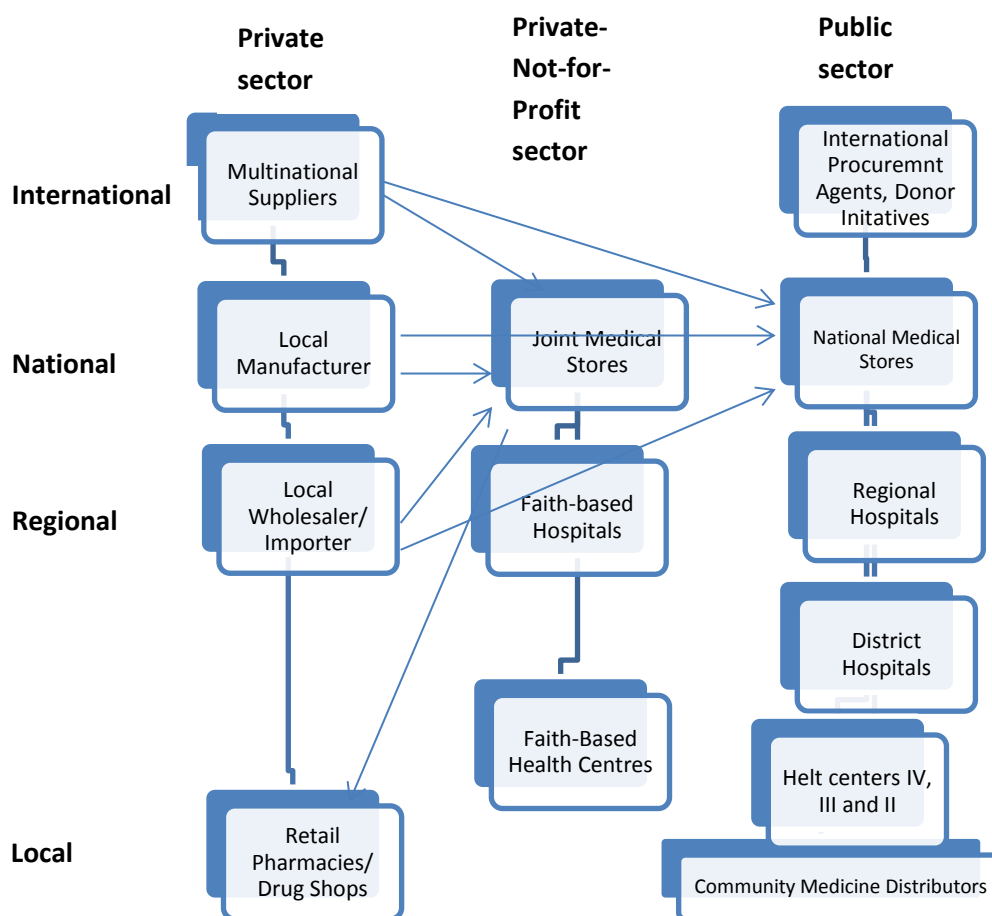 Private
sector
Private-
Not-for-
Profit
sector
Public
sector
International
Multinational
Suppliers
International
Procuremnt
Agents, Donor
Initatives
National
Local
Manufacturer
Joint Medical
Stores
National Medical
Stores
Regional
Local
Wholesaler/
Importer
Faith-based
Hospitals
Regional
Hospitals
District
Hospitals
Faith-Based
Health Centres
Helt centers IV,
III and II
Local
Retail
Pharmacies/
Drug Shops
Community Medicine Distributors